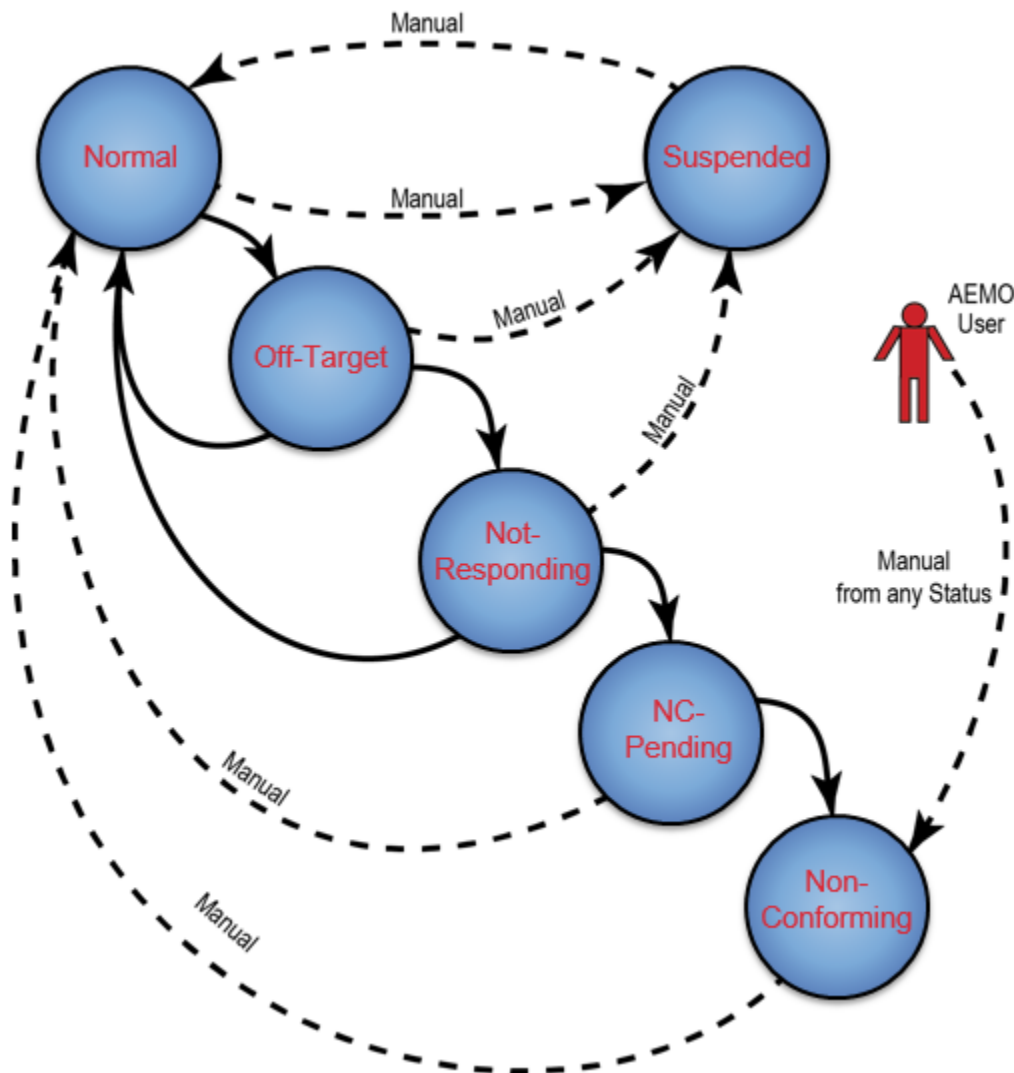 Manual
Normal
Suspended
Manual
AEMO
User
Manual
Off-Target
Manual
Not-
Responding
Manual
from any Status
NC-
Pending
Manual
Non-
Conforming
Manual